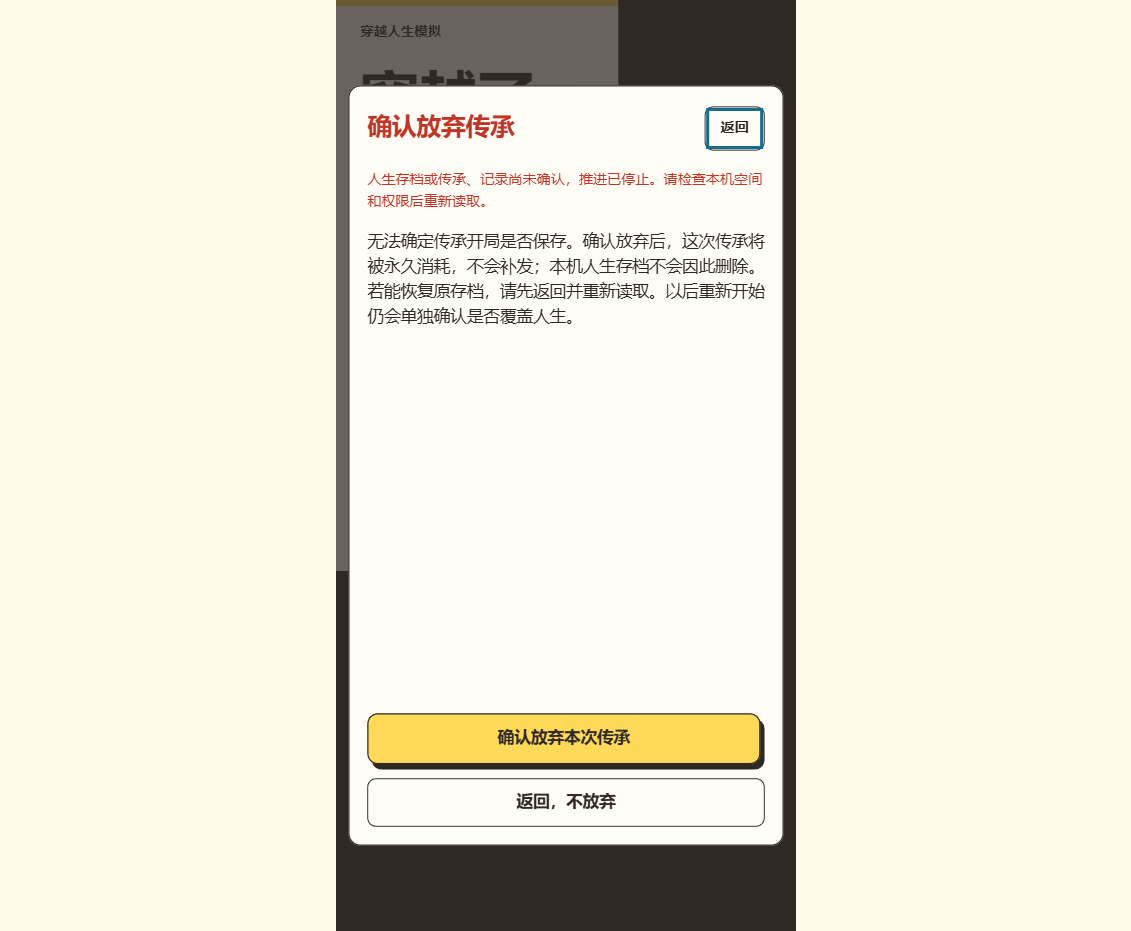 穿越人生模拟
穿越了
确认放弃传承
返回
人生存档或传承、记录尚未确认，推进已停止。请检查本机空间
和权限后重新读取。
无法确定传承开局是否保存。确认放弃后，这次传承将
被永久消耗，不会补发；本机人生存档不会因此删除。
若能恢复原存档，请先返回并重新读取。以后重新开始
仍会单独确认是否覆盖人生。
确认放弃本次传承
返回，不放弃